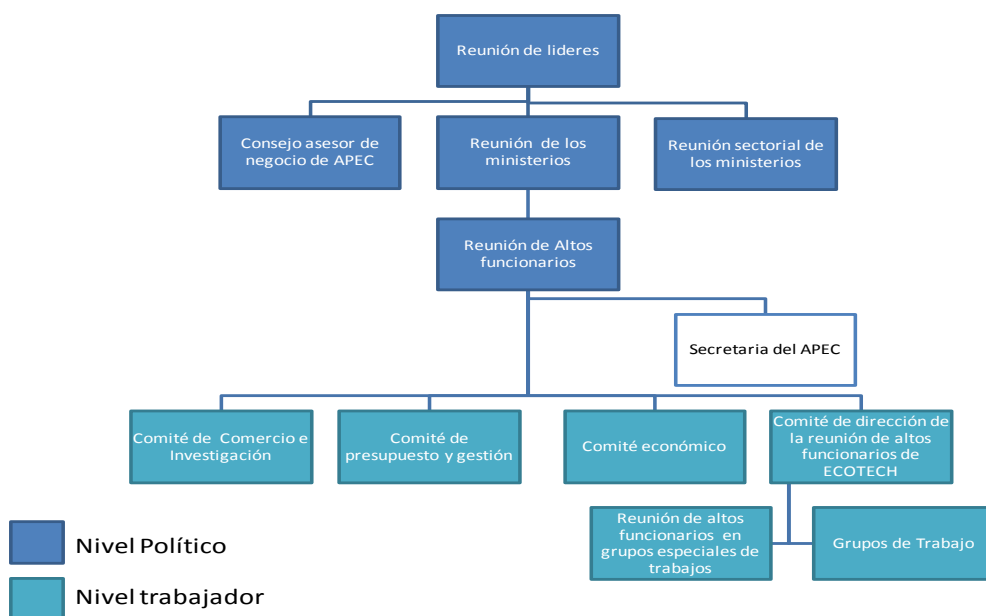 Reunión de lideres
Consejo asesor de
negocio de APEC
Reunión de los
ministerios
Reunión sectorial de
los ministerios
Reunión de Altos
funcionarios
Secretaria del APEC
Comité de Comercio e
Investigación
Comité de
presupuesto y gestión
Comité económico
Comité de dirección de
la reunión de altos
funcionarios de
ECOTECH
Reunión de altos
funcionarios en
grupos especiales de
trabajos
Grupos de Trabajo
Nivel Político
Nivel trabajador